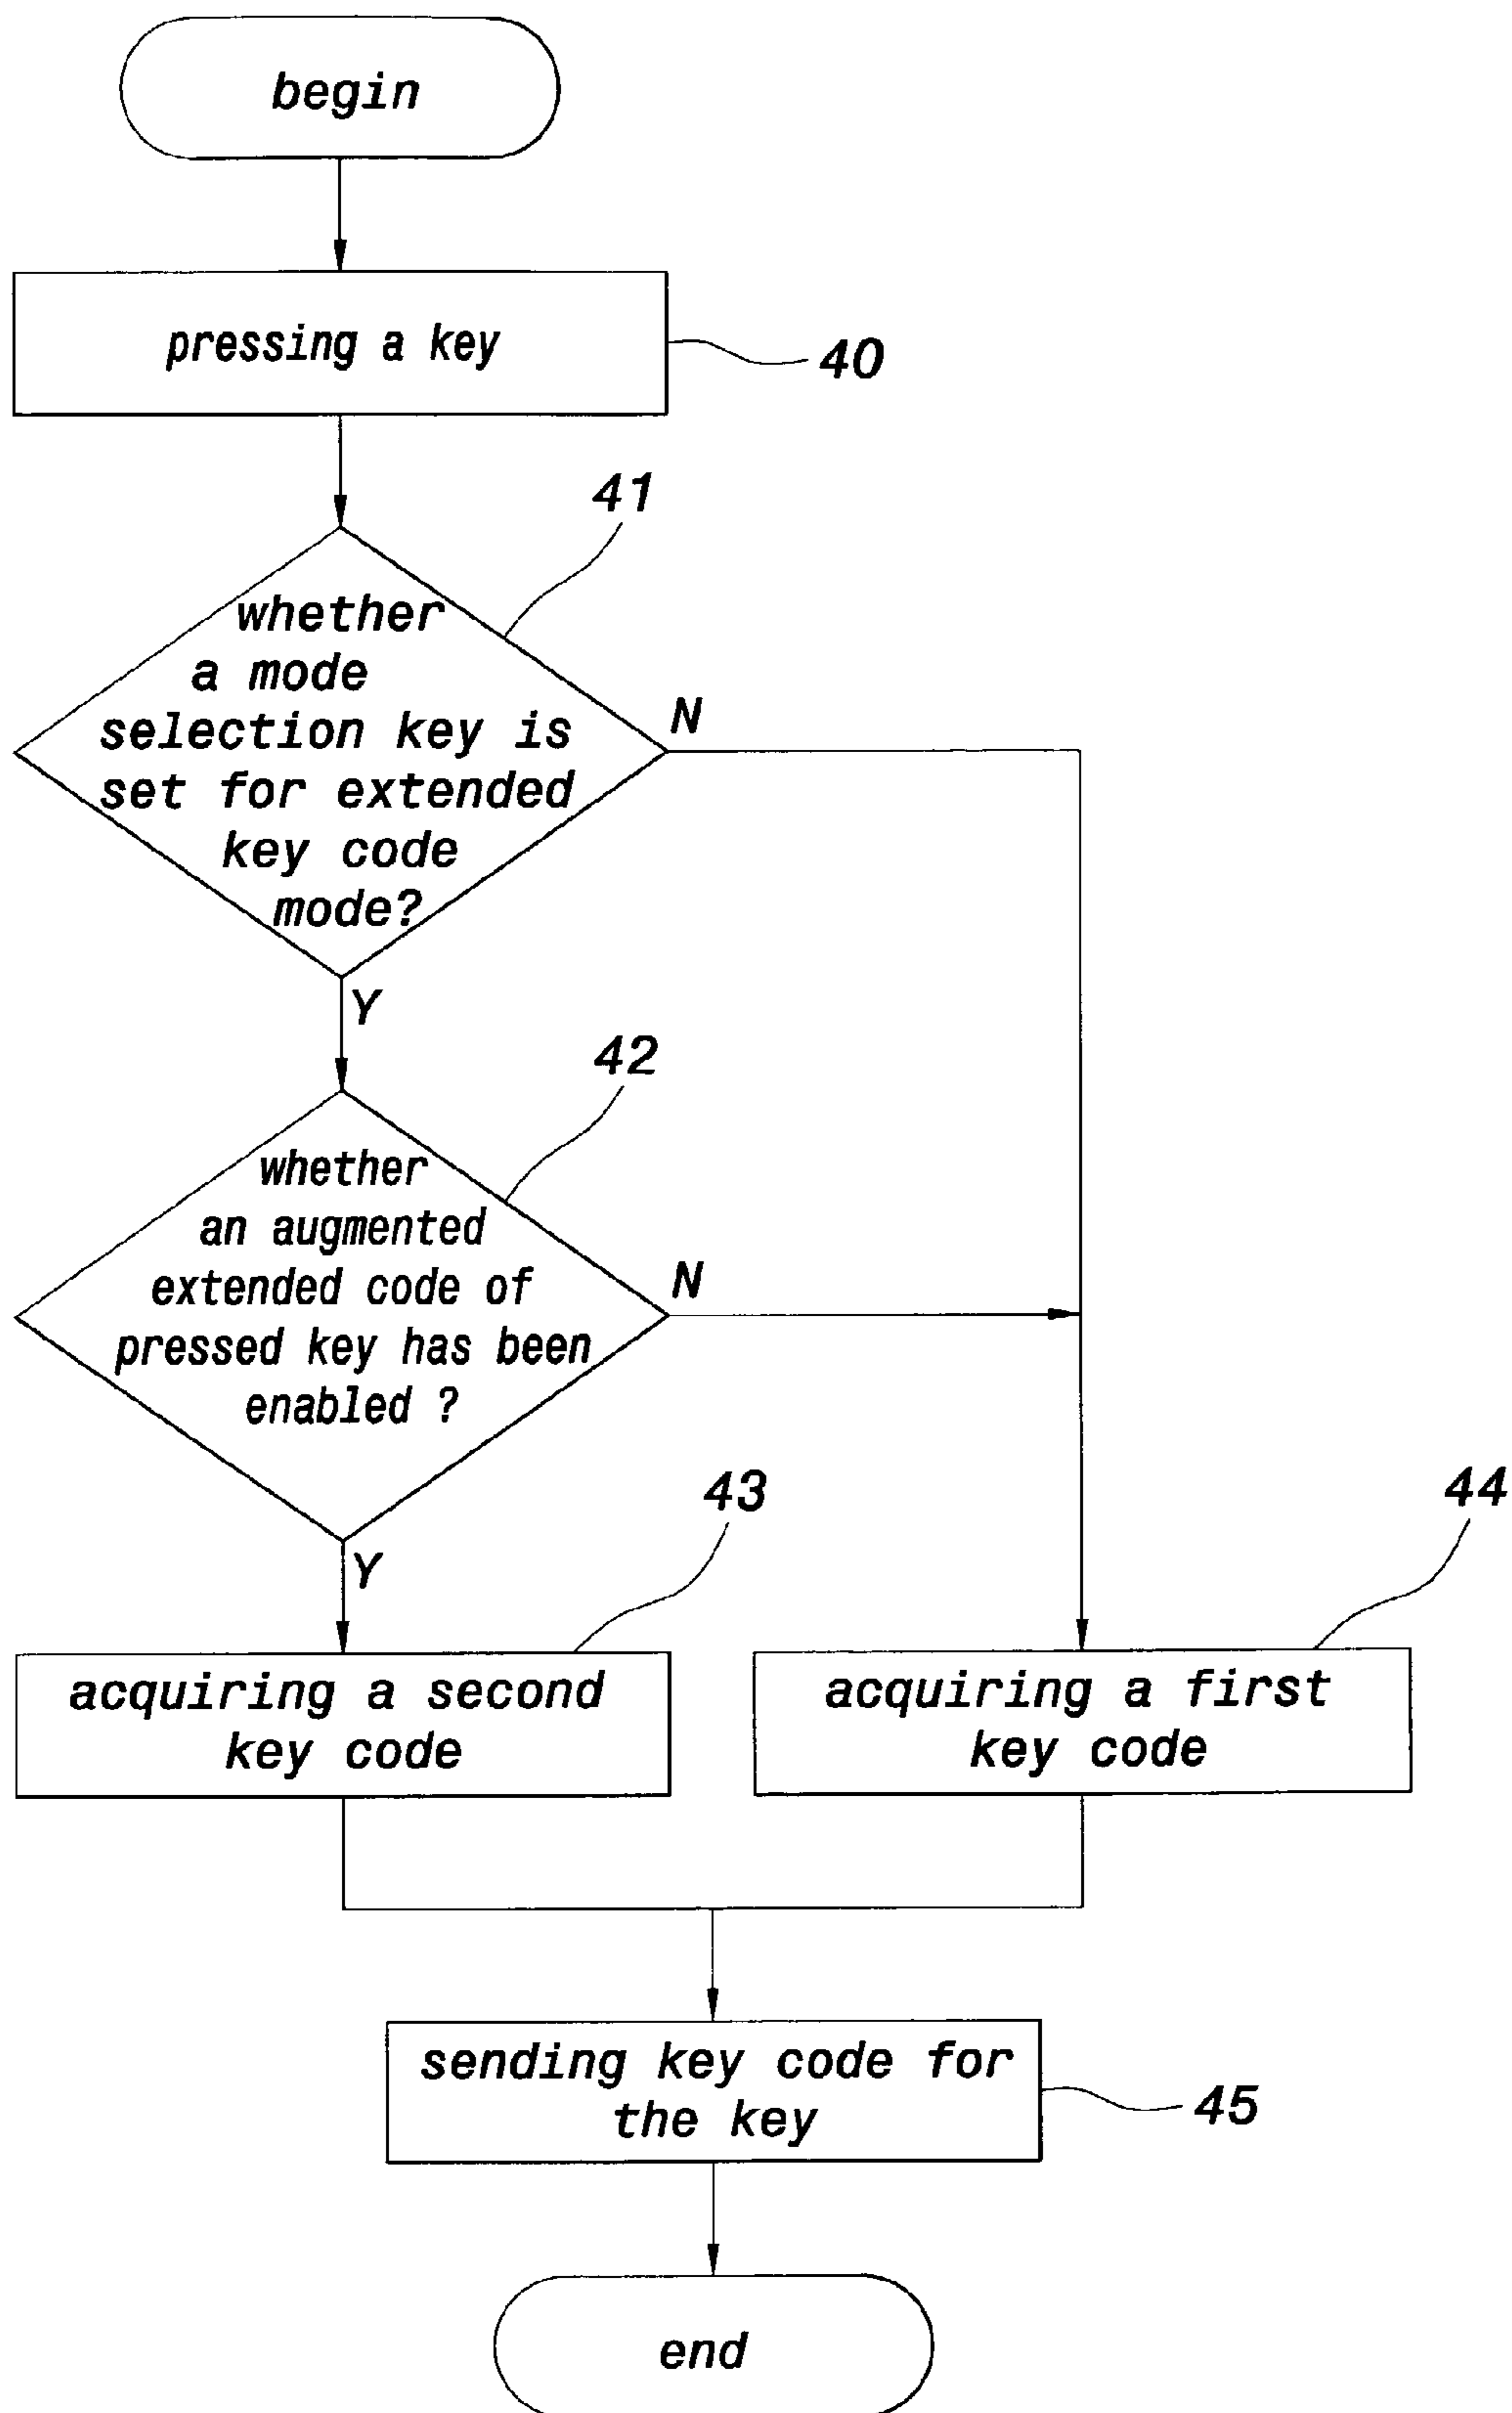 begin
pressing a key
40
41
whether
a mode
selection key is
set for extended
key code
mode?
N
Y
42
whether
an augmented
extended code of
pressed key has been
enabled ?
N
Y
43
44
acquiring a second
key code
acquiring a first
key code
sending key code for
the key
45
end